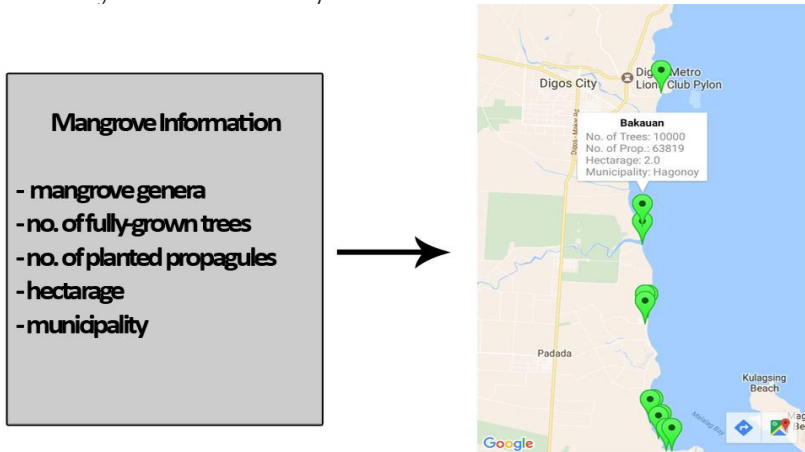 Mangrove Information
- mangrove genera
- no. of fully-grown trees
- no. of planted propagules
- hectarage
- municipality
Digos City
Metro
Club Pylon
Bakauan
No. of Trees: 10000
No. of Prop.: 63819
Hectarage: 2.0
Municipality: Hagonoy
Padada
Kulagsing
Beach
Malalag Bay
Google